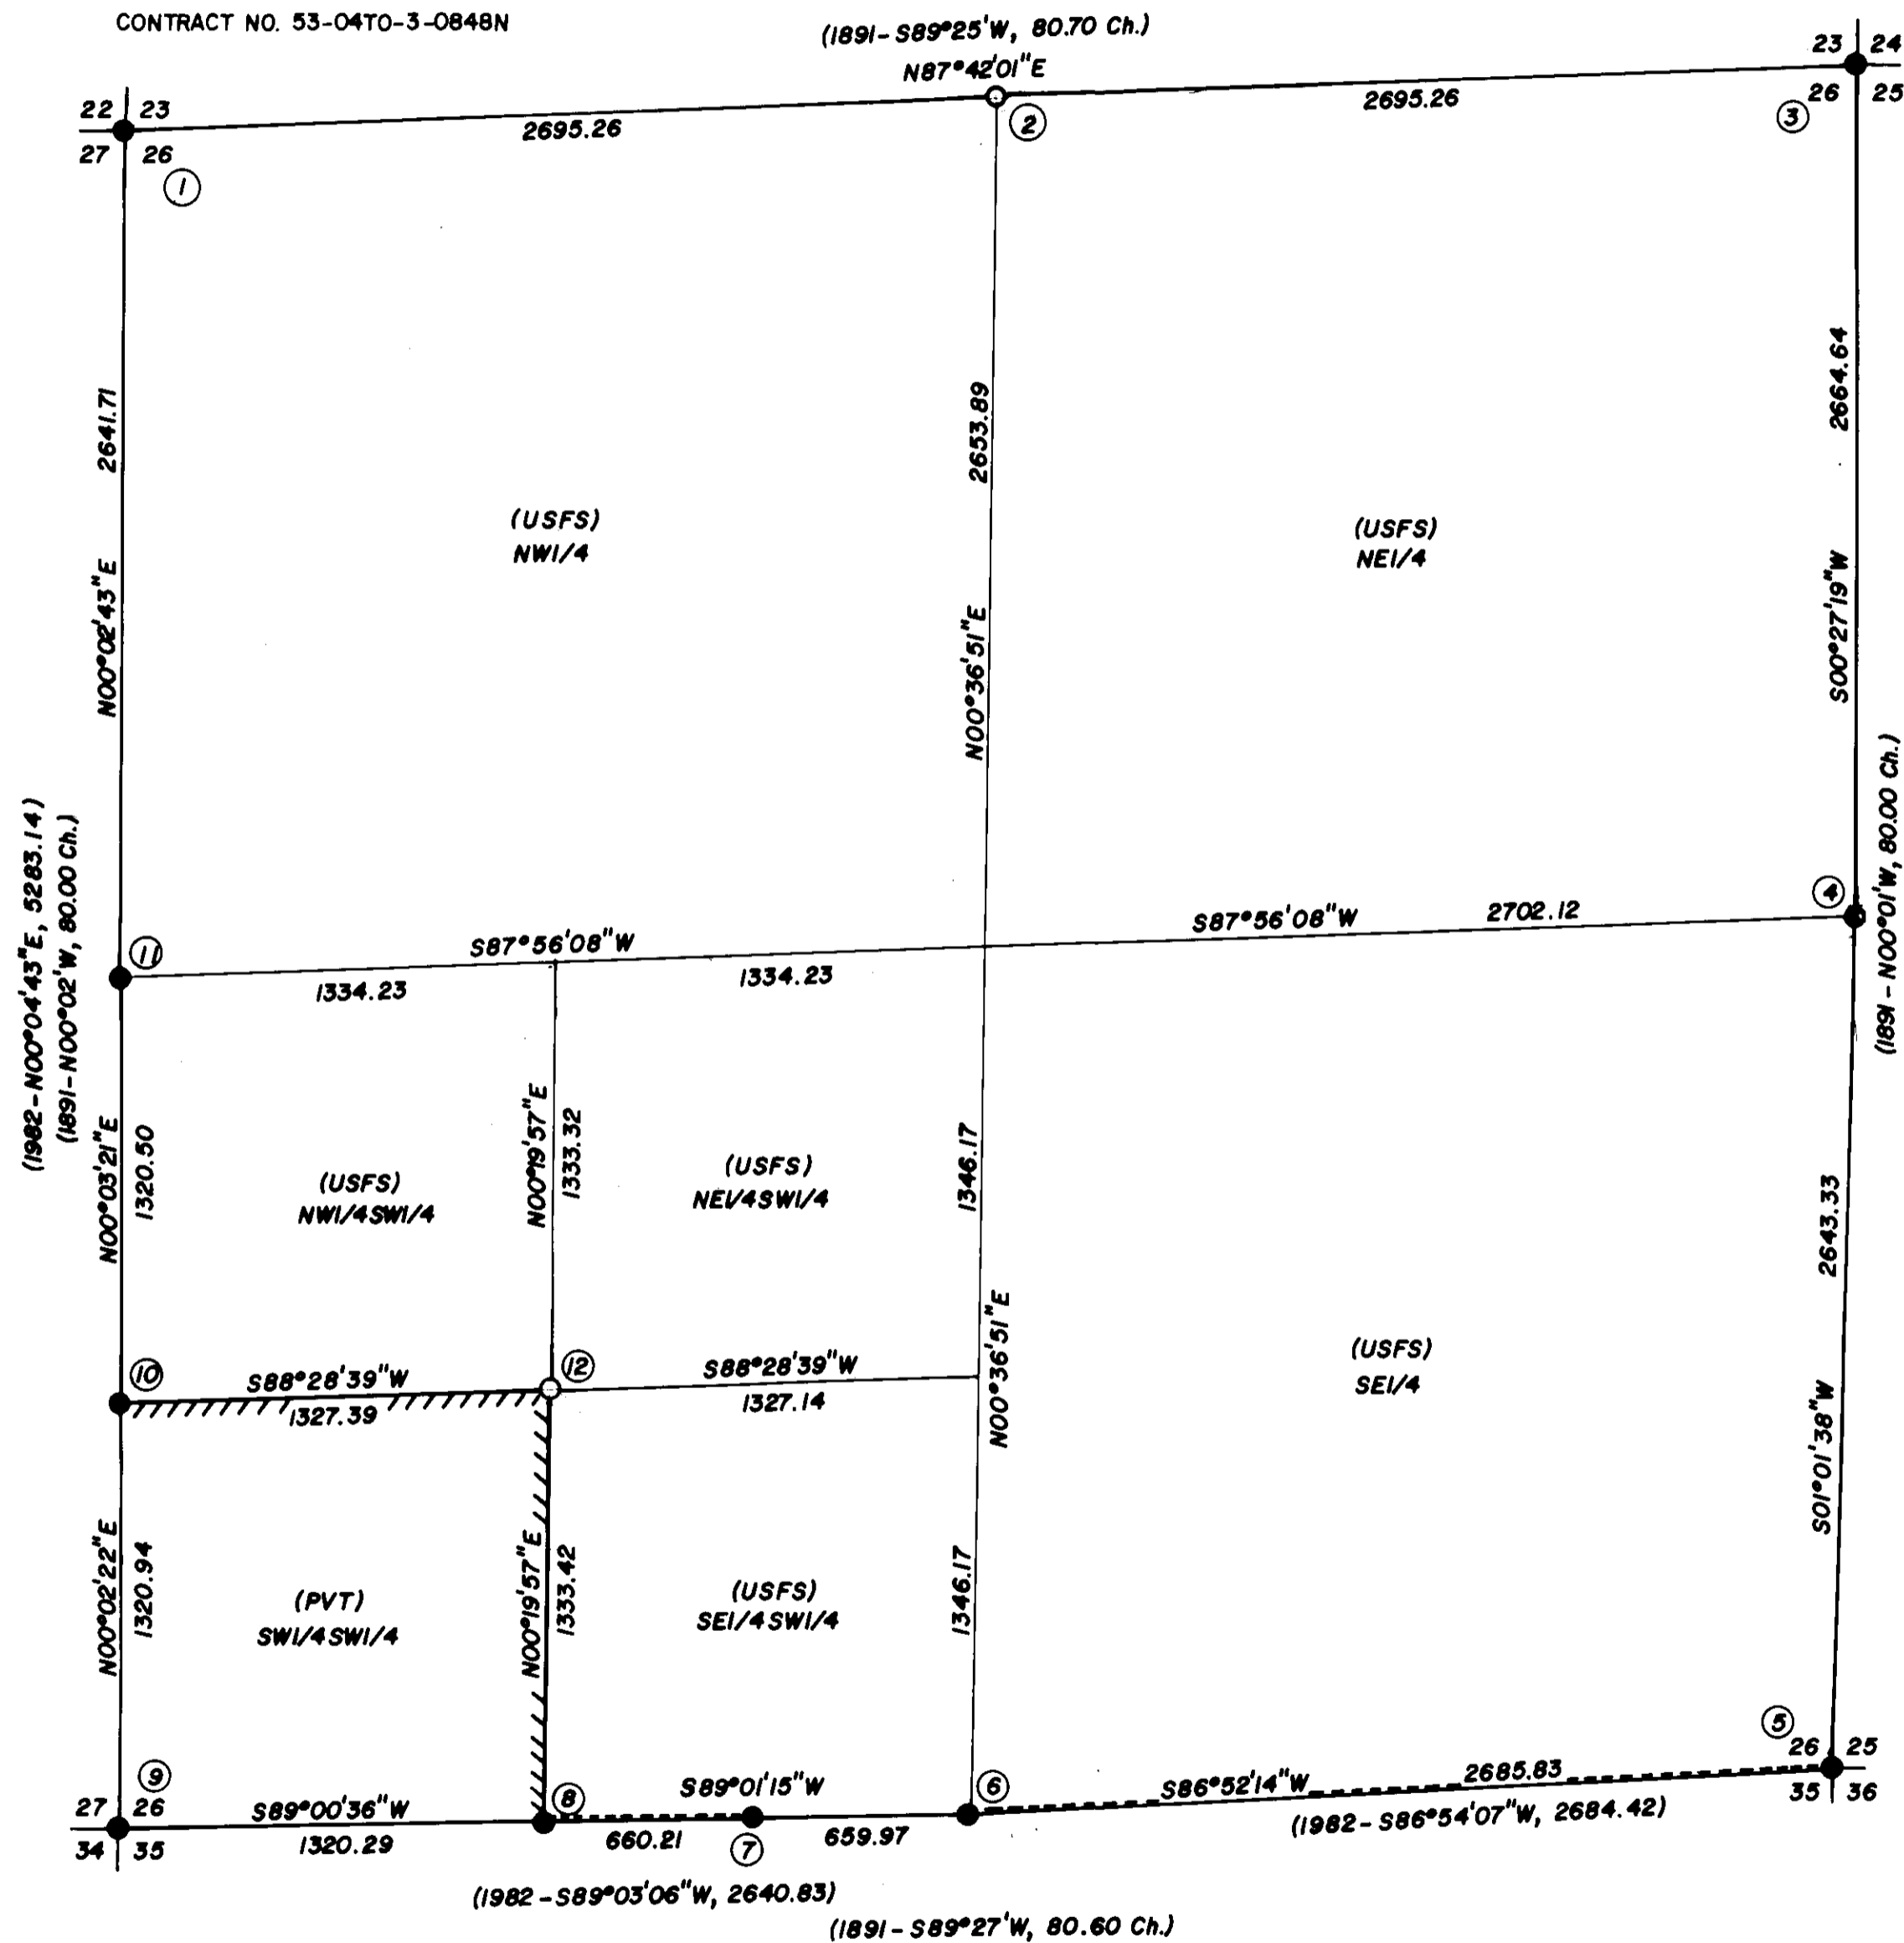 CONTRACT NO. 53-04TO-3-0848N
(1891-S89°25'W, 80.70 Ch.)
N87°42'01"E
23 24
26 25
22 23
27 26
2695.26
2695.26
1
2
3
2641.71
N00°02'43"E
2653.89
N00°36'51"E
2664.64
S00°27'19"W
(USFS)
NW1/4
(USFS)
NE1/4
(1982-N00°04'43"E, 5283.14)
(1891-N00°02'W, 80.00 Ch.)
(1891-N00°01'W, 80.00 Ch.)
4
11
S87°56'08"W
1334.23
1334.23
S87°56'08"W
2702.12
N00°03'21"E
1320.50
N00°19'57"E
1333.32
1346.17
N00°36'51"E
2643.33
S01°01'38"W
(USFS)
NW1/4SW1/4
(USFS)
NE1/4SW1/4
(USFS)
SE1/4
10
S88°28'39"W
1327.39
12
S88°28'39"W
1327.14
N00°02'22"E
1320.94
N00°19'57"E
1333.42
1346.17
(PVT)
SW1/4SW1/4
(USFS)
SE1/4SW1/4
5
26 25
35 36
9
27 26
34 35
S89°00'36"W
1320.29
8
S89°01'15"W
660.21
7
659.97
6
S86°52'14"W
2685.83
(1982-S86°54'07"W, 2684.42)
(1982-S89°03'06"W, 2640.83)
(1891-S89°27'W, 80.60 Ch.)